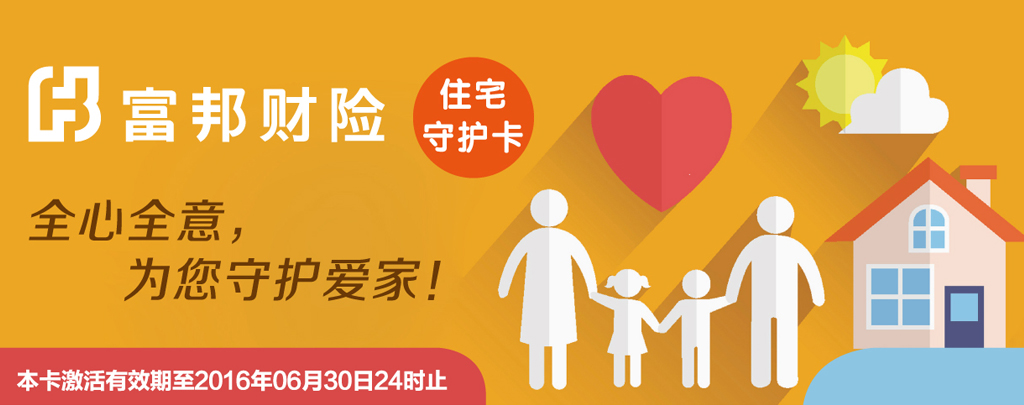 富邦财险
住宅
守护卡
全心全意，
为您守护爱家！
本卡激活有效期至2016年06月30日24时止